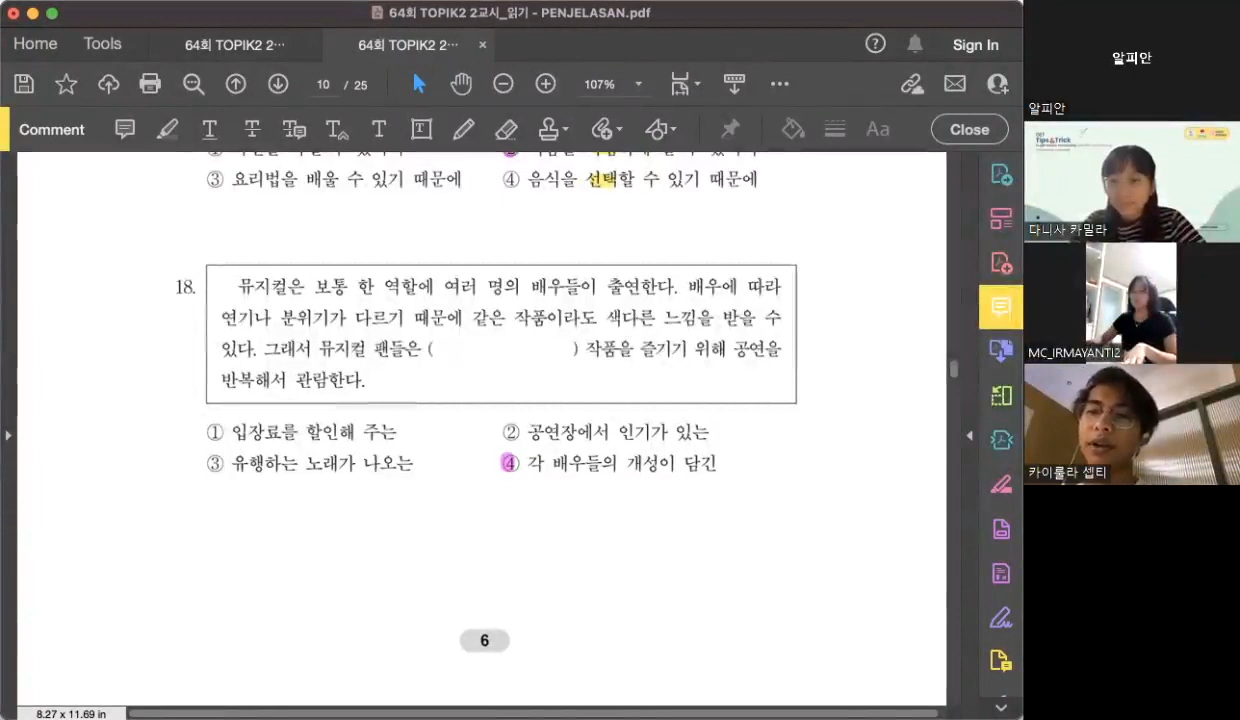 64회 TOPIK2 2교시_읽기 - PENJELASAN.pdf
Home Tools 64회 TOPIK2 2… 64회 TOPIK2 2… × Sign In
10 / 25 107%
Comment Aa Close
③ 요리법을 배울 수 있기 때문에 ④ 음식을 선택할 수 있기 때문에
18. 뮤지컬은 보통 한 역할에 여러 명의 배우들이 출연한다. 배우에 따라
연기나 분위기가 다르기 때문에 같은 작품이라도 색다른 느낌을 받을 수
있다. 그래서 뮤지컬 팬들은 ( ) 작품을 즐기기 위해 공연을
반복해서 관람한다.
① 입장료를 할인해 주는 ② 공연장에서 인기가 있는
③ 유행하는 노래가 나오는 ④ 각 배우들의 개성이 담긴
6
8.27 x 11.69 in
알피안
알피안
Tips & Trick
다니사 카밀라
MC_IRMAYANTI2
카이룰라 셉티